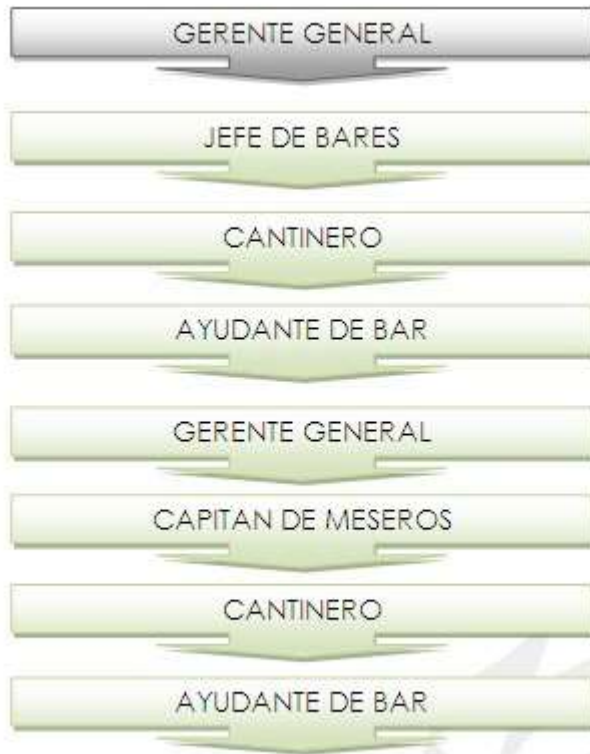 GERENTE GENERAL
JEFE DE BARES
CANTINERO
AYUDANTE DE BAR
GERENTE GENERAL
CAPITAN DE MESEROS
CANTINERO
AYUDANTE DE BAR